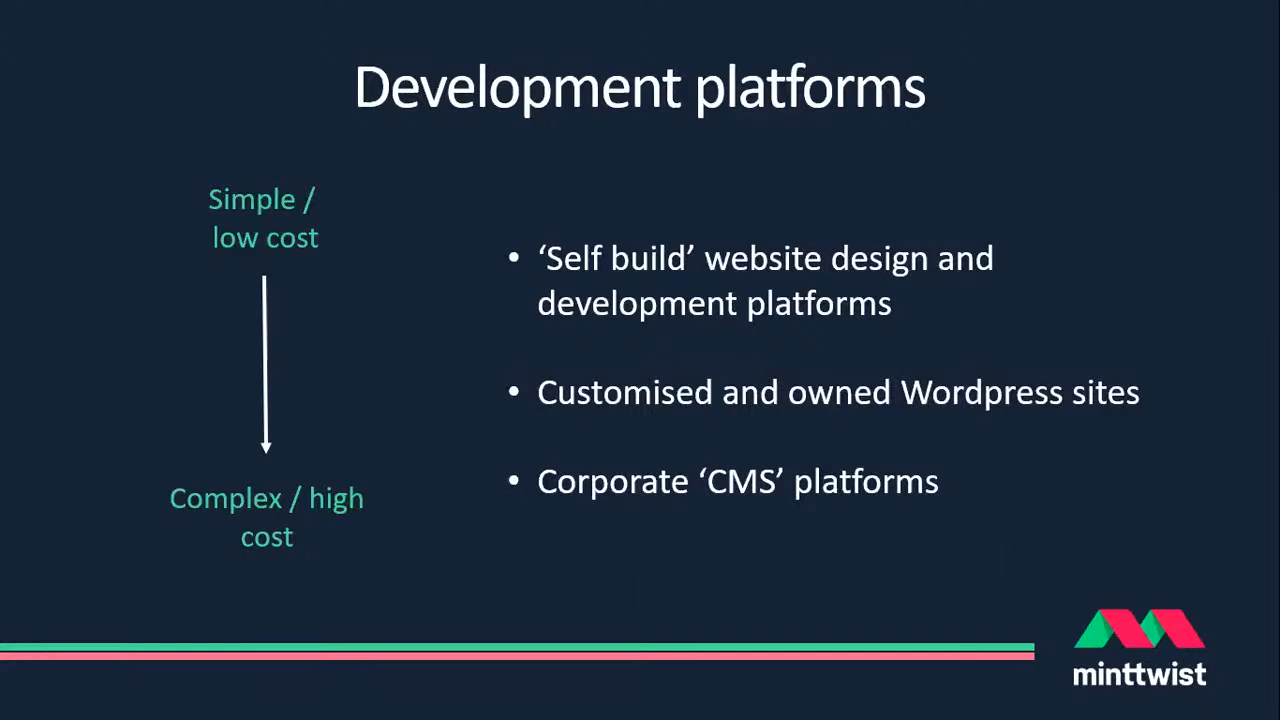 Development platforms
Simple /
low cost
• ‘Self build’ website design and
development platforms
• Customised and owned Wordpress sites
• Corporate ‘CMS’ platforms
Complex / high
cost
minttwist